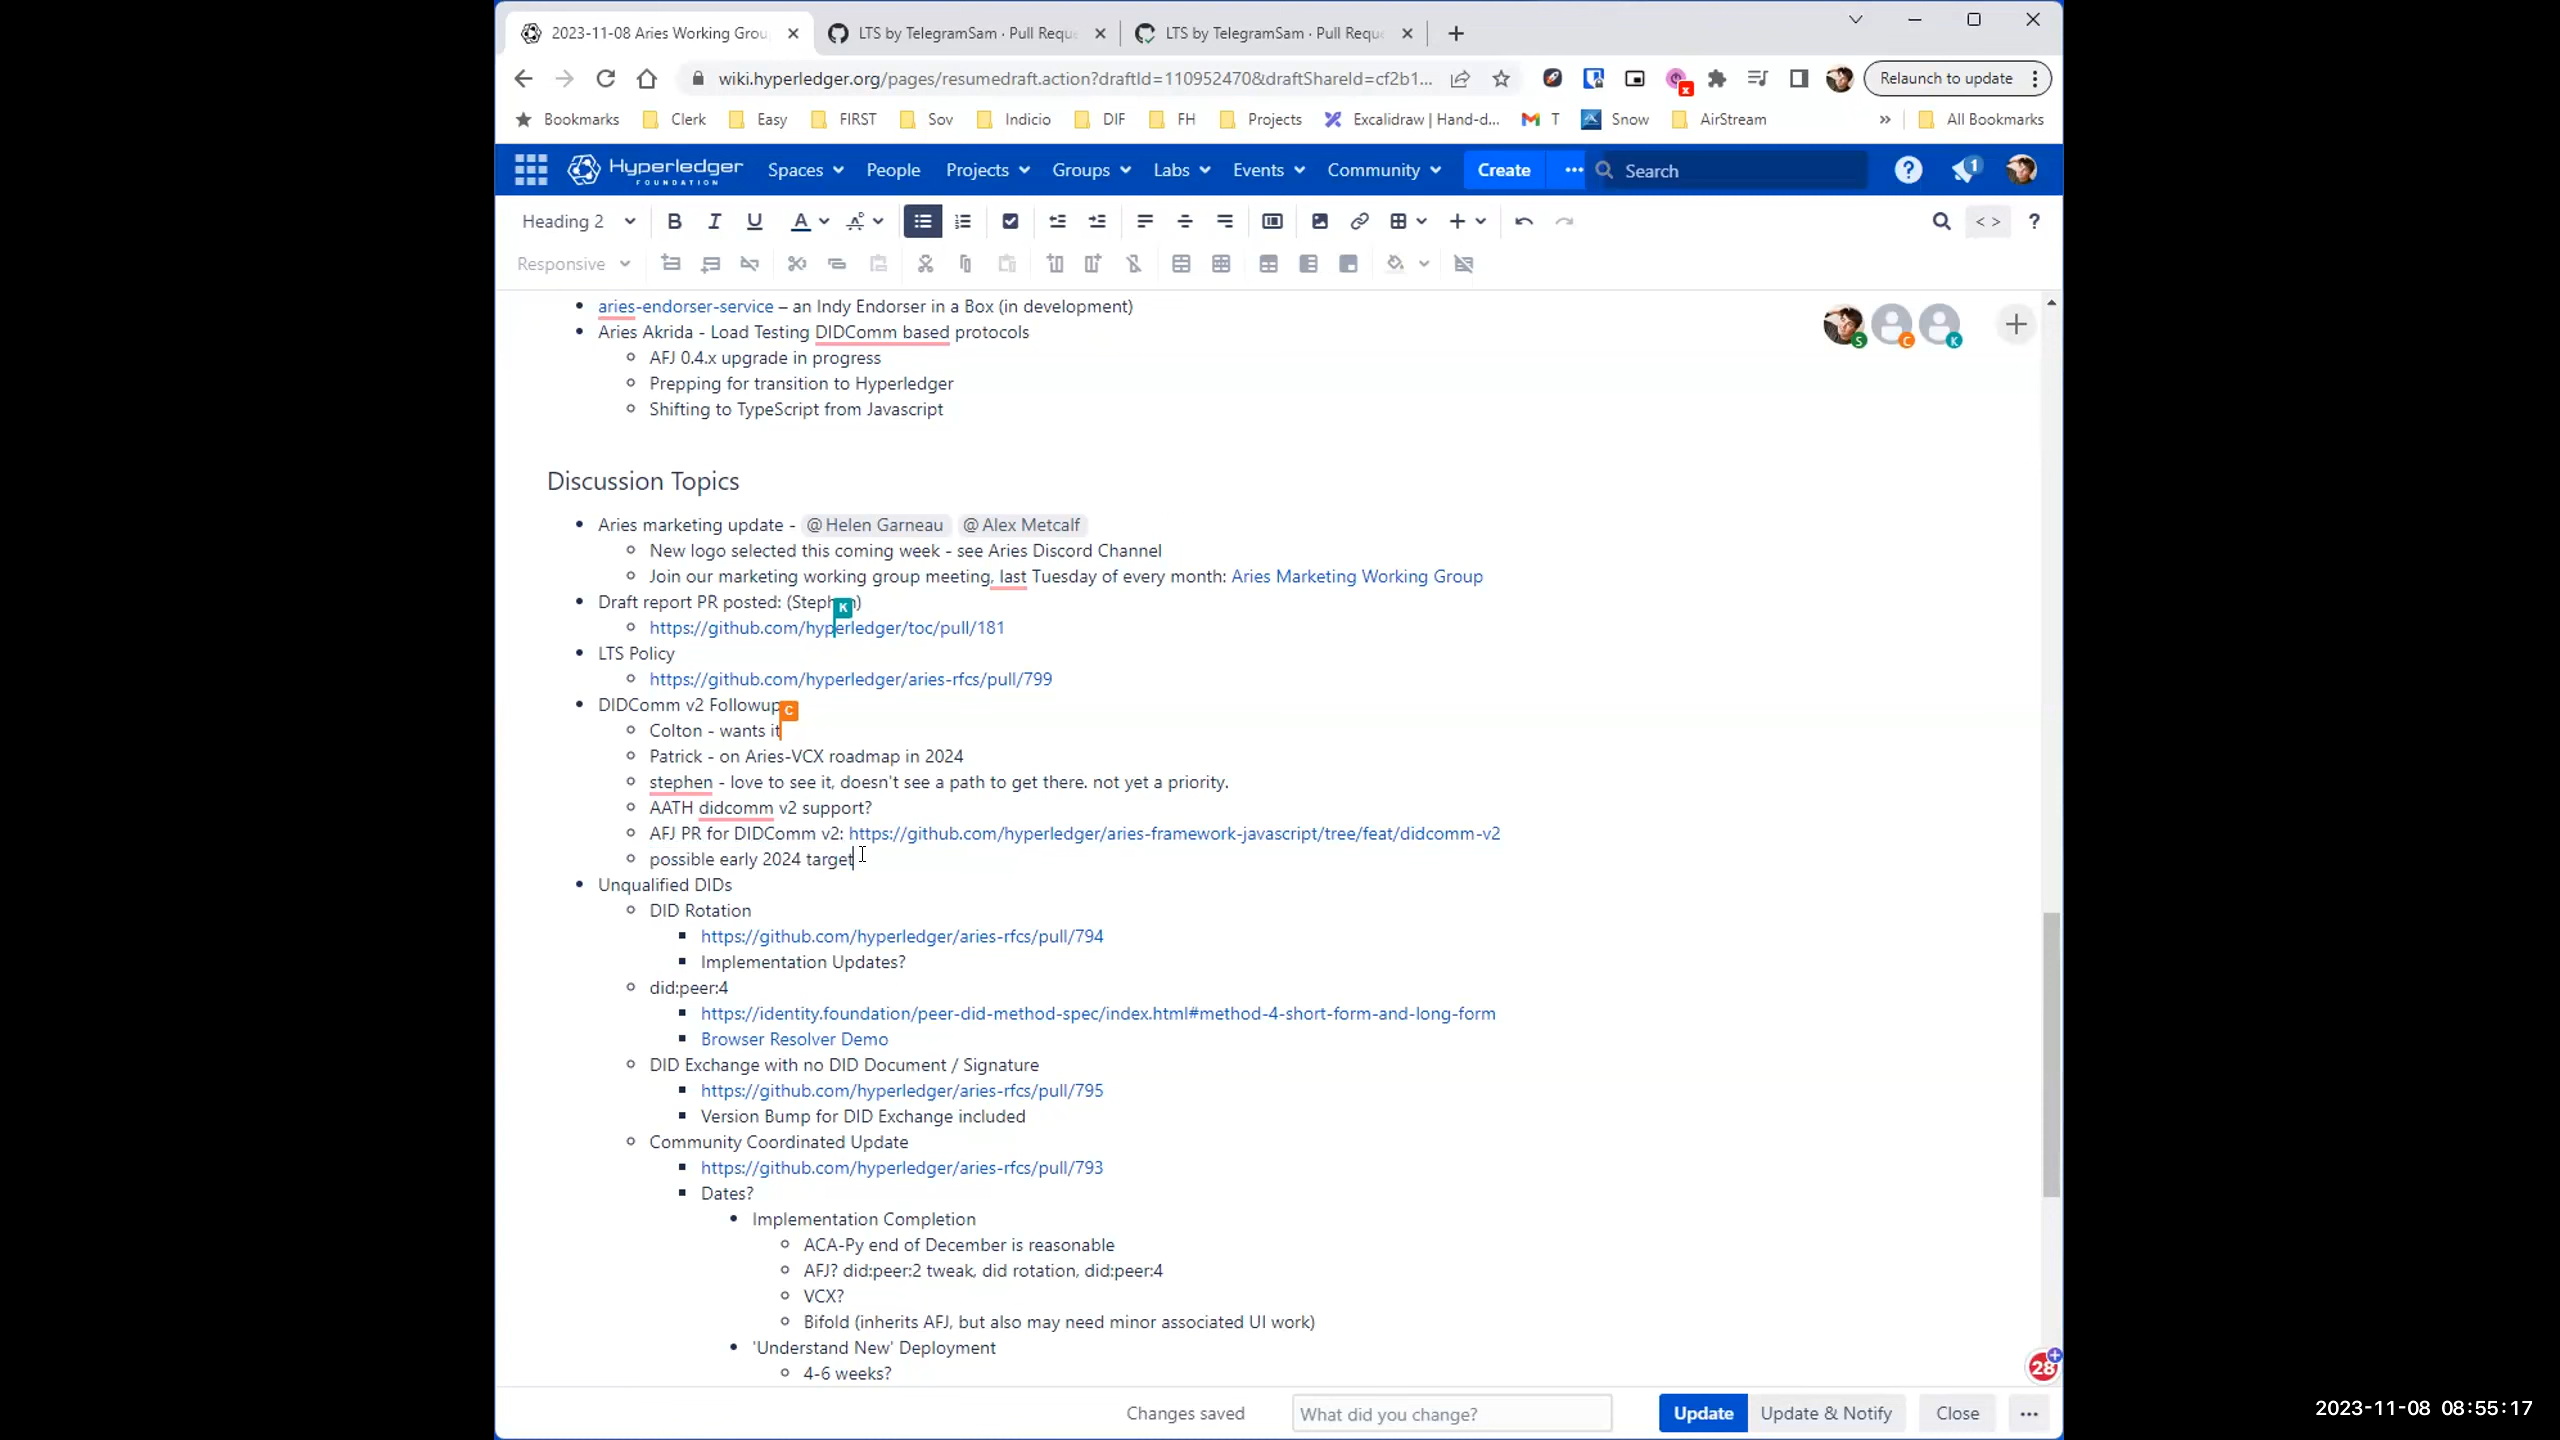 2023-11-08 Aries Working Grou
LTS by TelegramSam · Pull Reque
LTS by TelegramSam · Pull Reque
wiki.hyperledger.org/pages/resumedraft.action?draftId=110952470&draftShareId=cf2b1...
Relaunch to update
Bookmarks
Clerk
Easy
FIRST
Sov
Indicio
DIF
FH
Projects
Excalidraw | Hand-d...
T
Snow
AirStream
»
All Bookmarks
HYPERLEDGER
FOUNDATION
Spaces
People
Projects
Groups
Labs
Events
Community
Create
Search
1
Heading 2
Responsive
• aries-endorser-service – an Indy Endorser in a Box (in development)
• Aries Akrida - Load Testing DIDComm based protocols
AFJ 0.4.x upgrade in progress
Prepping for transition to Hyperledger
Shifting to TypeScript from Javascript
S
C
K
Discussion Topics
• Aries marketing update - @Helen Garneau @Alex Metcalf
New logo selected this coming week - see Aries Discord Channel
Join our marketing working group meeting, last Tuesday of every month: Aries Marketing Working Group
• Draft report PR posted: (Stephen)
K
https://github.com/hyperledger/toc/pull/181
• LTS Policy
https://github.com/hyperledger/aries-rfcs/pull/799
• DIDComm v2 Followup
C
Colton - wants it
Patrick - on Aries-VCX roadmap in 2024
stephen - love to see it, doesn't see a path to get there. not yet a priority.
AATH didcomm v2 support?
AFJ PR for DIDComm v2: https://github.com/hyperledger/aries-framework-javascript/tree/feat/didcomm-v2
possible early 2024 target
• Unqualified DIDs
DID Rotation
https://github.com/hyperledger/aries-rfcs/pull/794
Implementation Updates?
did:peer:4
https://identity.foundation/peer-did-method-spec/index.html#method-4-short-form-and-long-form
Browser Resolver Demo
DID Exchange with no DID Document / Signature
https://github.com/hyperledger/aries-rfcs/pull/795
Version Bump for DID Exchange included
Community Coordinated Update
https://github.com/hyperledger/aries-rfcs/pull/793
Dates?
• Implementation Completion
ACA-Py end of December is reasonable
AFJ? did:peer:2 tweak, did rotation, did:peer:4
VCX?
Bifold (inherits AFJ, but also may need minor associated UI work)
• 'Understand New' Deployment
4-6 weeks?
28
Changes saved
What did you change?
Update
Update & Notify
Close
2023-11-08 08:55:17